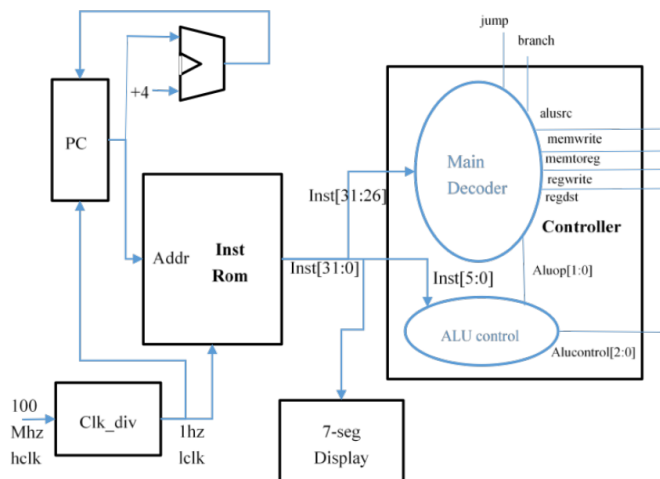 jump
branch
+4
PC
alusrc
memwrite
memtoreg
regwrite
regdst
Main
Decoder
Controller
Inst[31:26]
Addr
Inst
Rom
Inst[31:0]
Inst[5:0]
Aluop[1:0]
ALU control
Alucontrol[2:0]
100
Mhz
hclk
Clk_div
1hz
lclk
7-seg
Display